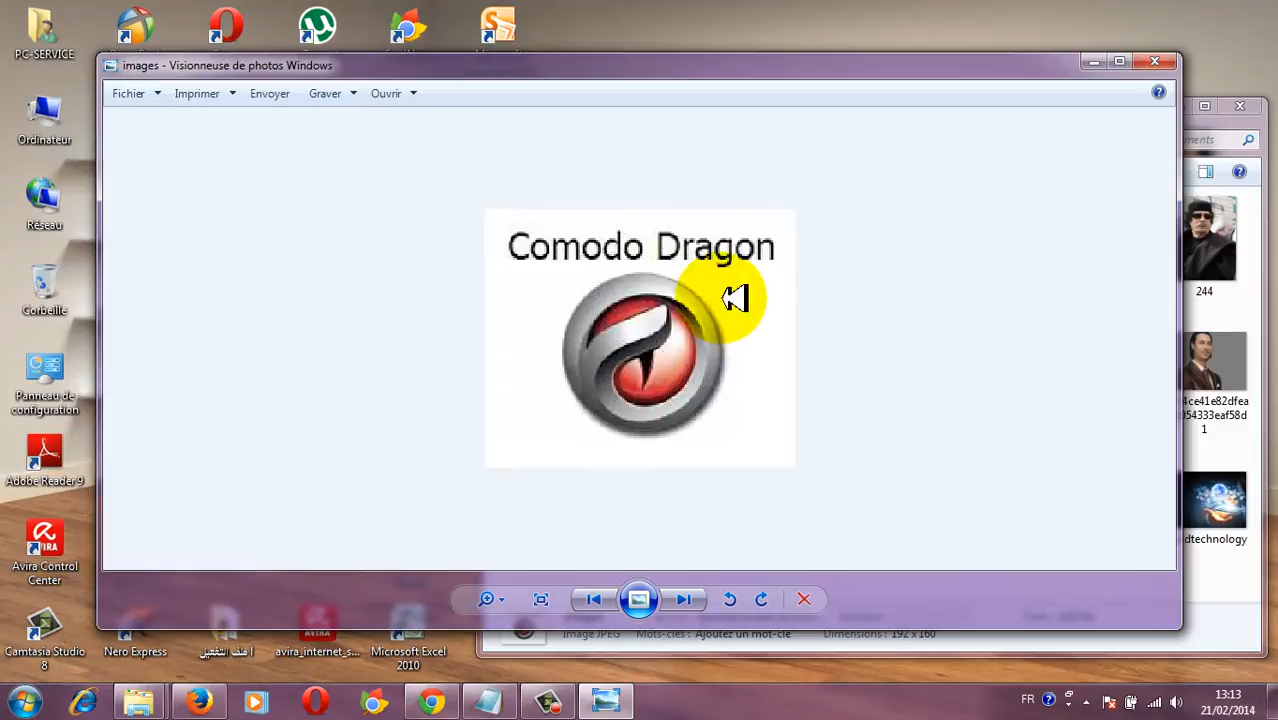 PC-SERVICE
images - Visionneuse de photos Windows
Fichier
Imprimer
Envoyer
Graver
Ouvrir
Comodo Dragon
Ordinateur
Réseau
Corbeille
Panneau de
configuration
Adobe Reader 9
Avira Control
Center
Camtasia Studio
8
Nero Express
avira_internet_s...
Microsoft Excel
2010
ments
244
4ce41e82dfea
054333eaf58d
1
dtechnology
Image JPEG
Mots-clés : Ajoutez un mot-clé
Dimensions : 192 x 160
FR
13:13
21/02/2014